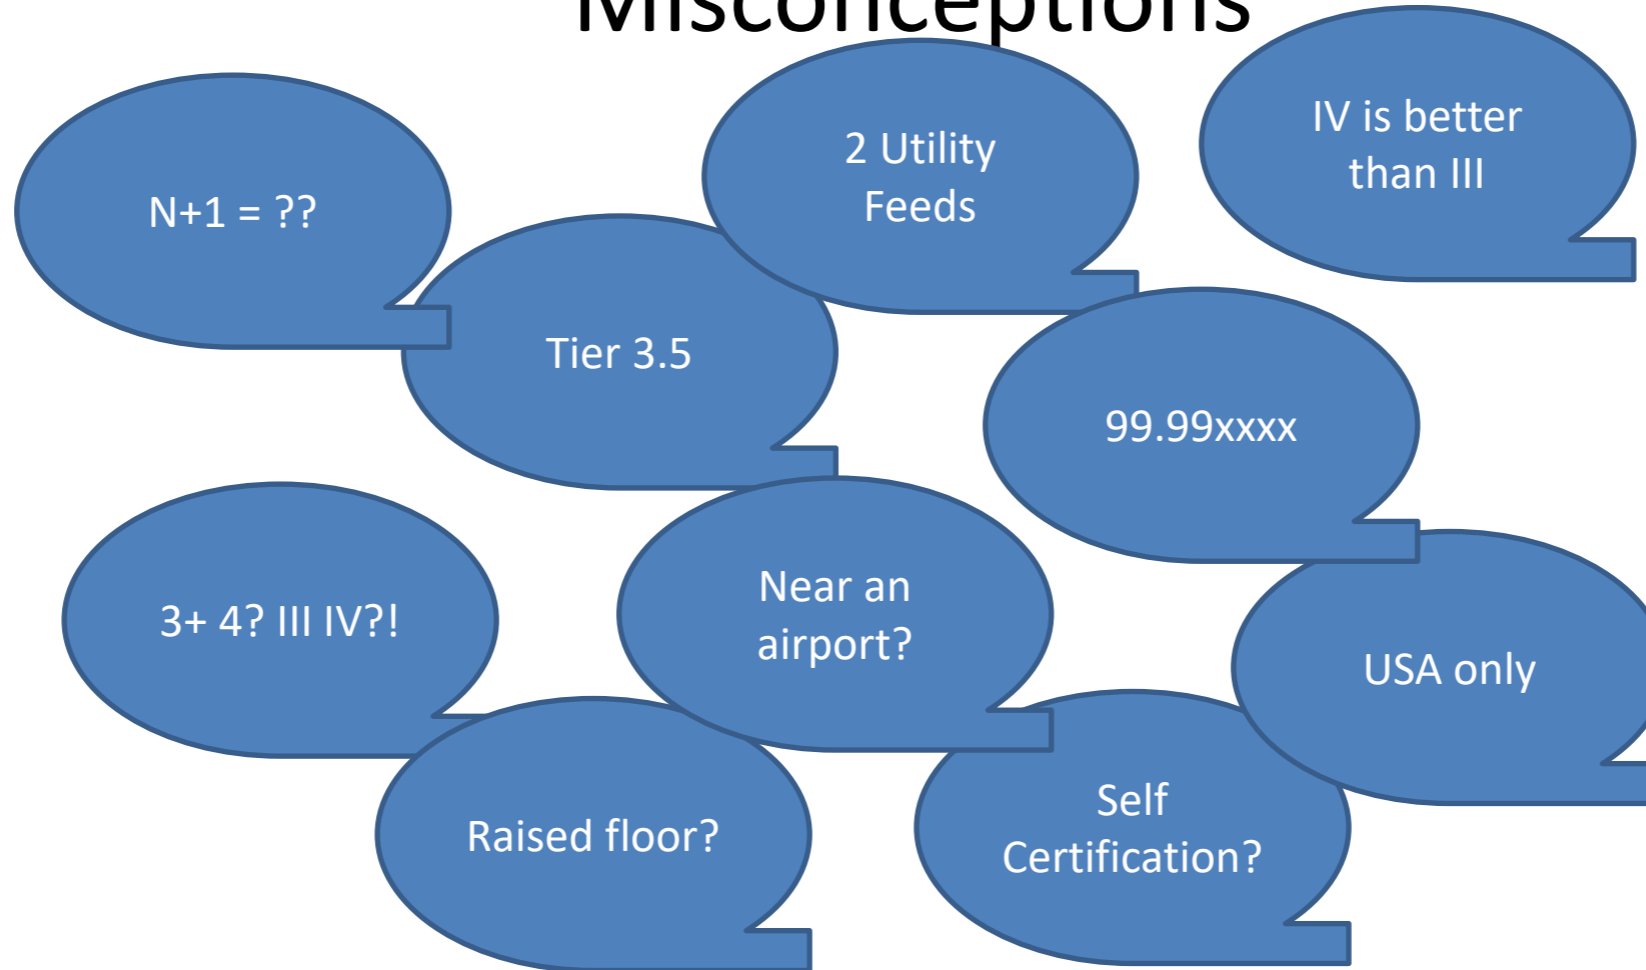 Misconceptions
N+1 = ??
2 Utility
Feeds
IV is better
than III
Tier 3.5
99.99xxxx
3+ 4? III IV?!
Near an
airport?
USA only
Raised floor?
Self
Certification?